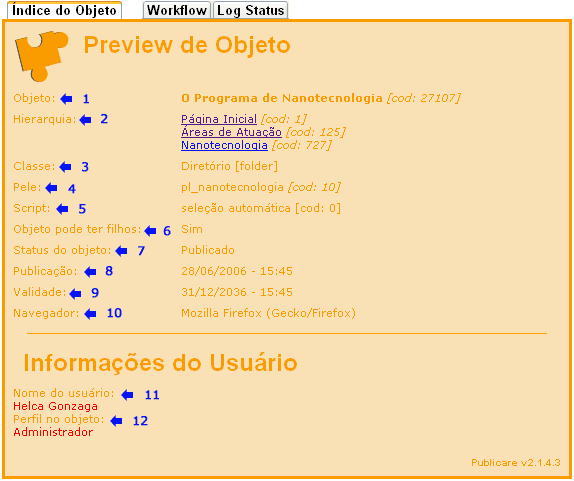 Índice do Objeto Workflow Log Status
Preview de Objeto
Objeto: 1 O Programa de Nanotecnologia [cod: 27107]
Hierarquia: 2 Página Inicial [cod: 1]
Áreas de Atuação [cod: 125]
Nanotecnologia [cod: 727]
Classe: 3 Diretório [folder]
Pele: 4 pl_nanotecnologia [cod: 10]
Script: 5 seleção automática [cod: 0]
Objeto pode ter filhos: 6 Sim
Status do objeto: 7 Publicado
Publicação: 8 28/06/2006 - 15:45
Validade: 9 31/12/2036 - 15:45
Navegador: 10 Mozilla Firefox (Gecko/Firefox)
Informações do Usuário
Nome do usuário: 11
Helca Gonzaga
Perfil no objeto: 12
Administrador
Publicare v2.1.4.3